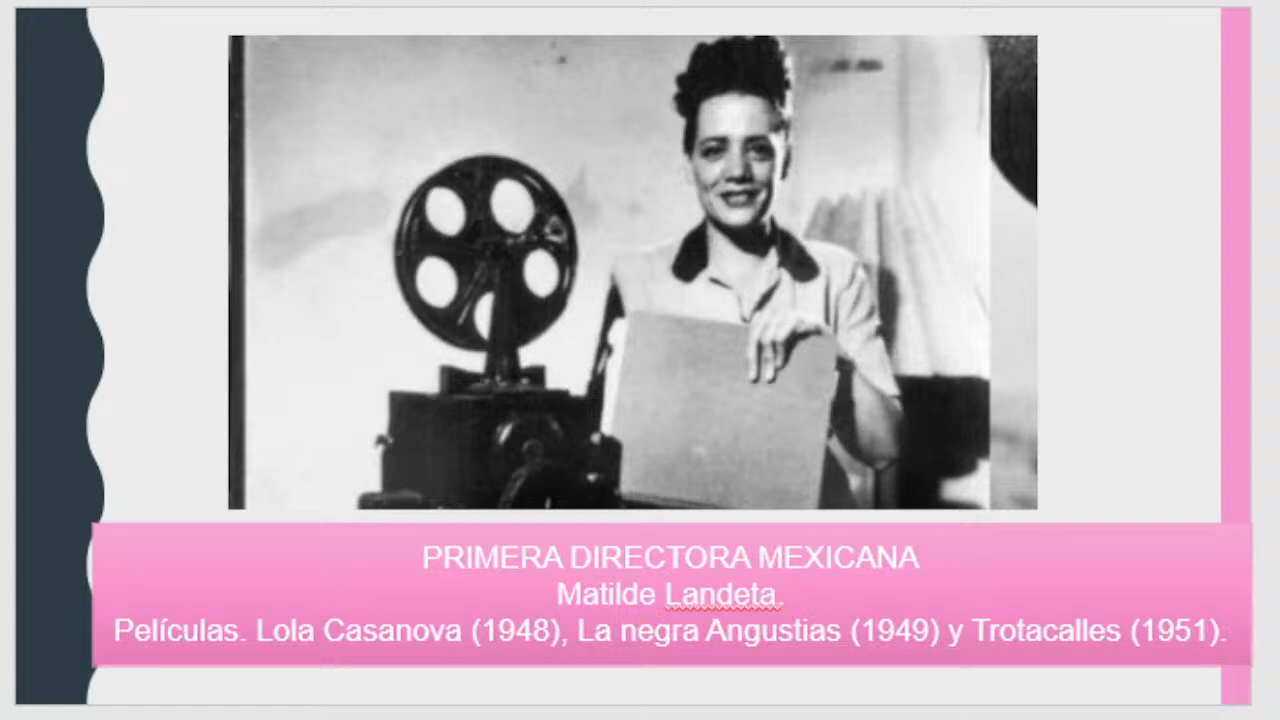 PRIMERA DIRECTORA MEXICANA
Matilde Landeta.
Películas. Lola Casanova (1948), La negra Angustias (1949) y Trotacalles (1951).